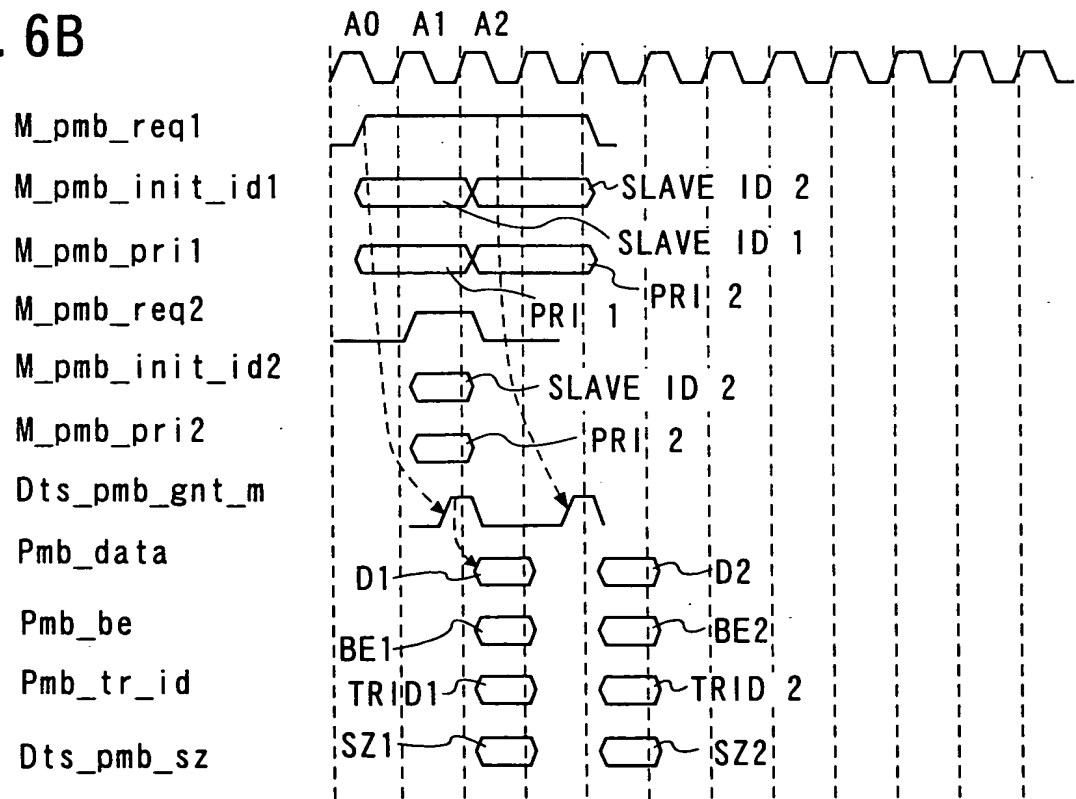 . 6B
A0 A1 A2
M_pmb_req1
M_pmb_init_id1
SLAVE ID 2
SLAVE ID 1
M_pmb_pri1
PRI 2
PRI 1
M_pmb_req2
M_pmb_init_id2
SLAVE ID 2
M_pmb_pri2
PRI 2
Dts_pmb_gnt_m
Pmb_data
D1
D2
Pmb_be
BE1
BE2
Pmb_tr_id
TRID1
TRID 2
Dts_pmb_sz
SZ1
SZ2